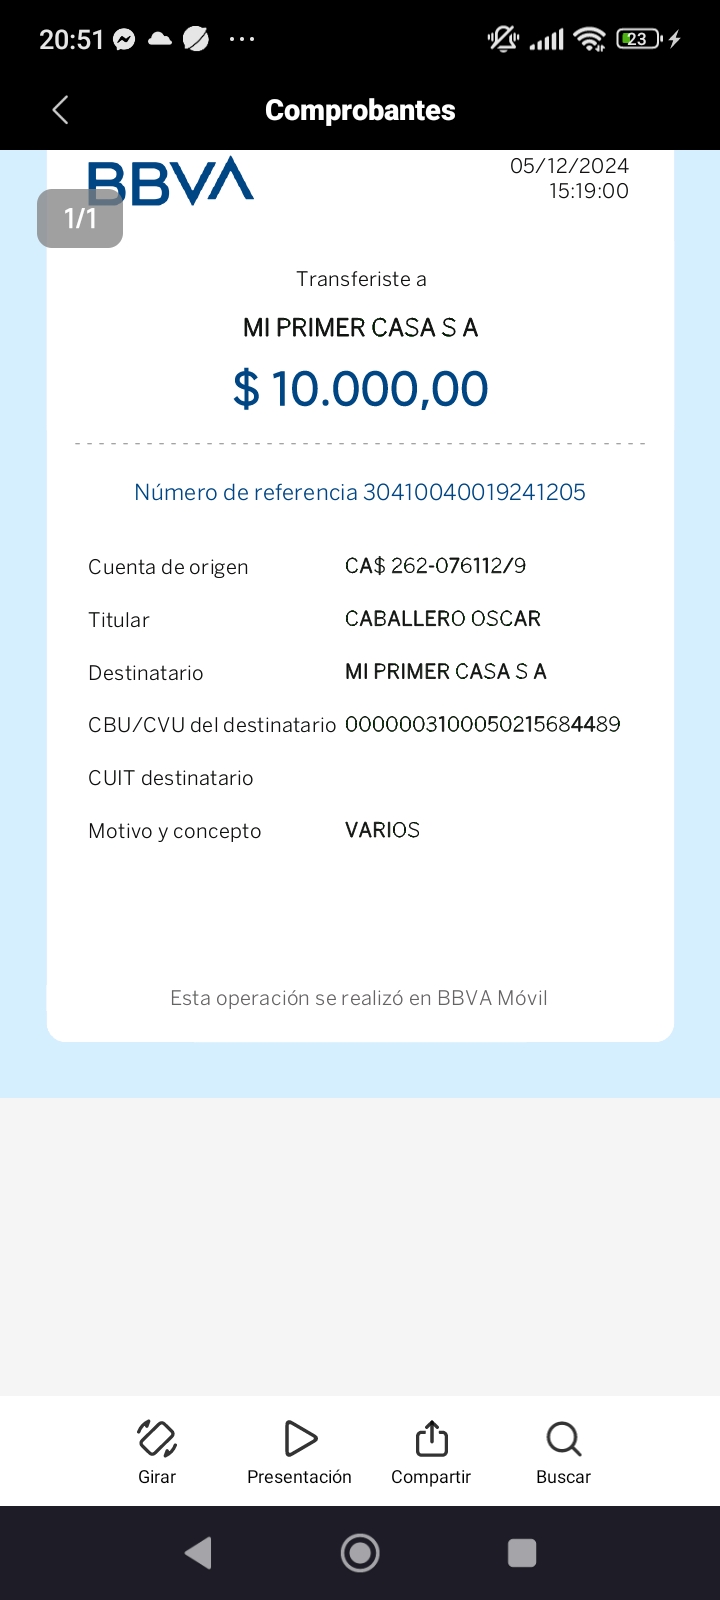 20:51
23
Comprobantes
BBVA
05/12/2024
15:19:00
1/1
Transferiste a
MI PRIMER CASA S A
$ 10.000,00
Número de referencia 30410040019241205
Cuenta de origen CA$ 262-076112/9
Titular CABALLERO OSCAR
Destinatario MI PRIMER CASA S A
CBU/CVU del destinatario 0000003100050215684489
CUIT destinatario
Motivo y concepto VARIOS
Esta operación se realizó en BBVA Móvil
Girar Presentación Compartir Buscar